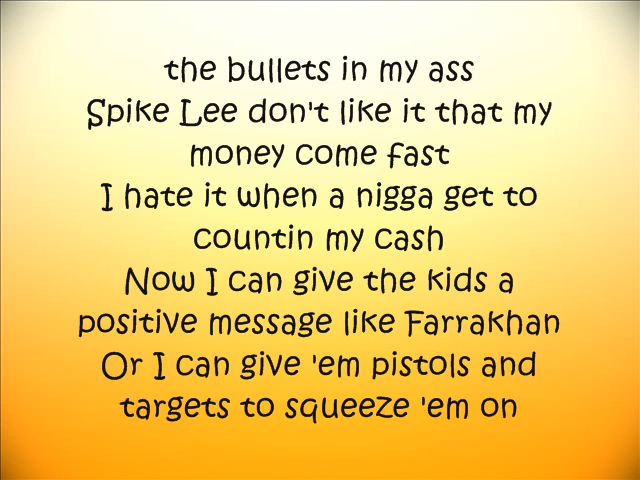 the bullets in my ass
Spike Lee don't like it that my
money come fast
I hate it when a nigga get to
countin my cash
Now I can give the kids a
positive message like Farrakhan
Or I can give 'em pistols and
targets to squeeze 'em on